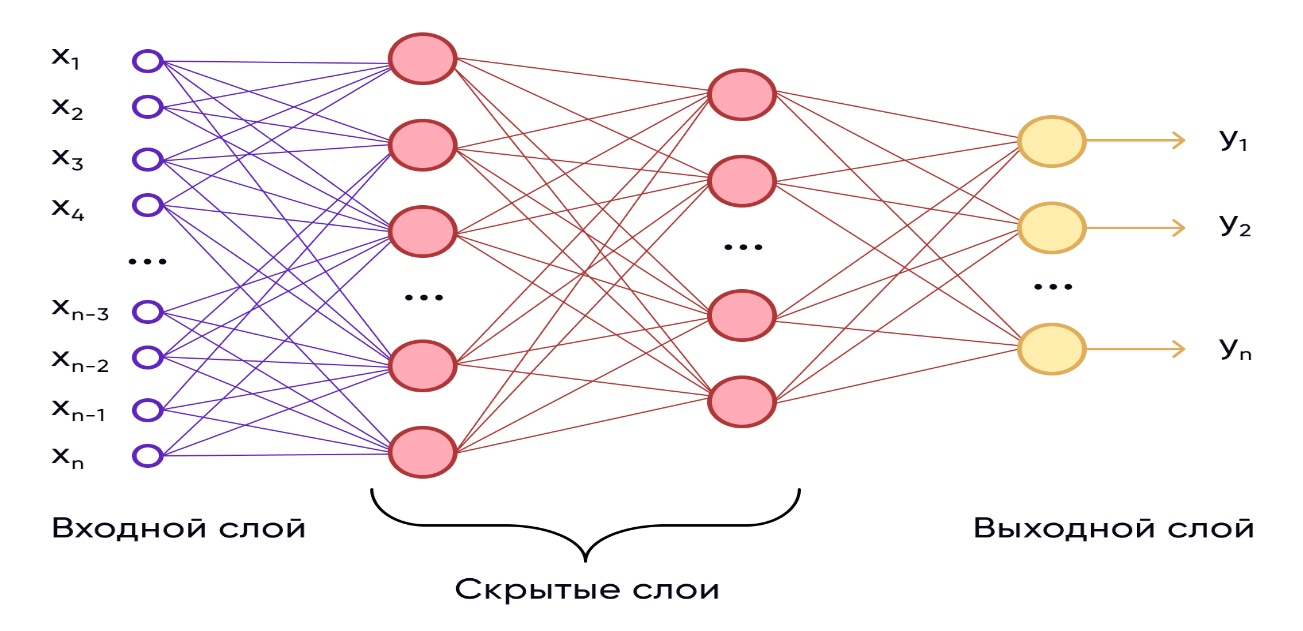 x₁
x₂
x₃
x₄
...
xₙ₋₃
xₙ₋₂
xₙ₋₁
xₙ
...
...
...
y₁
y₂
yₙ
Входной слой
Скрытые слои
Выходной слой